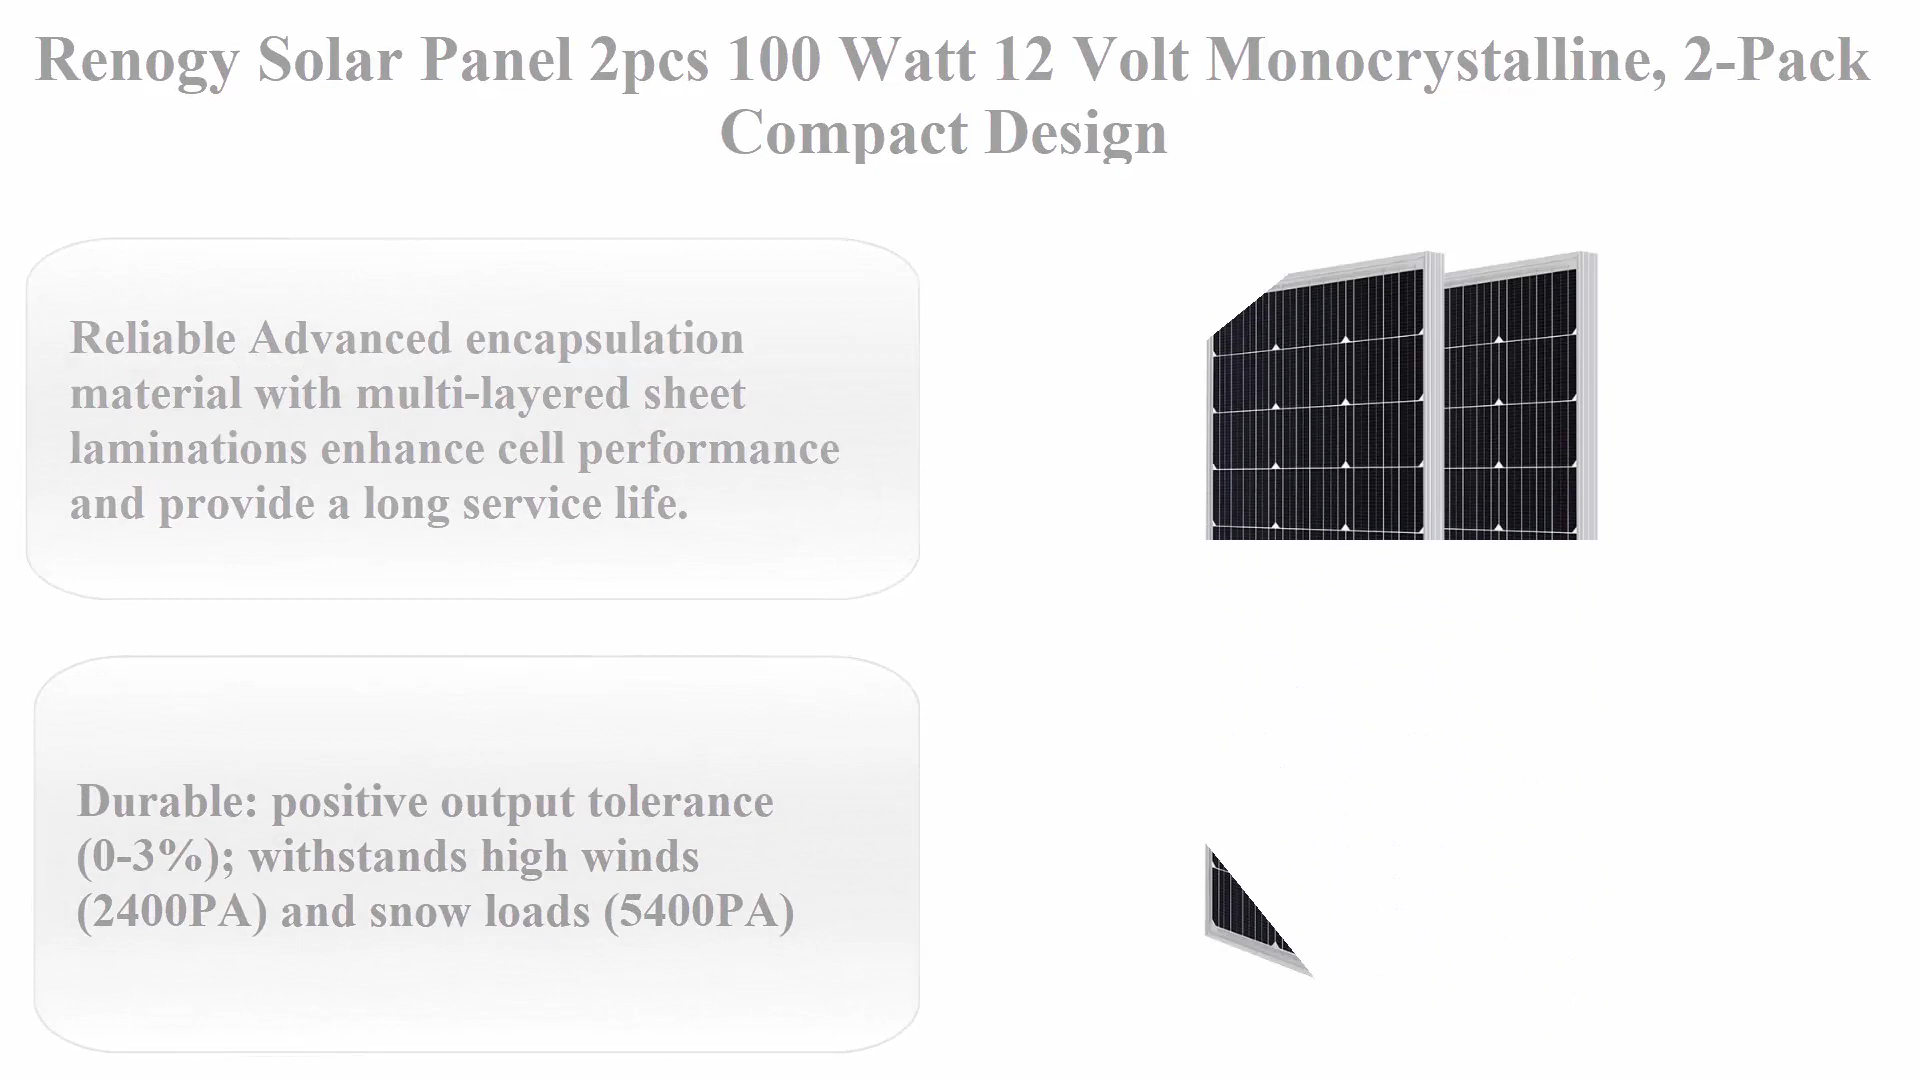 Renogy Solar Panel 2pcs 100 Watt 12 Volt Monocrystalline, 2-Pack
Compact Design
Reliable Advanced encapsulation
material with multi-layered sheet
laminations enhance cell performance
and provide a long service life.
Durable: positive output tolerance
(0-3%); withstands high winds
(2400PA) and snow loads (5400PA)